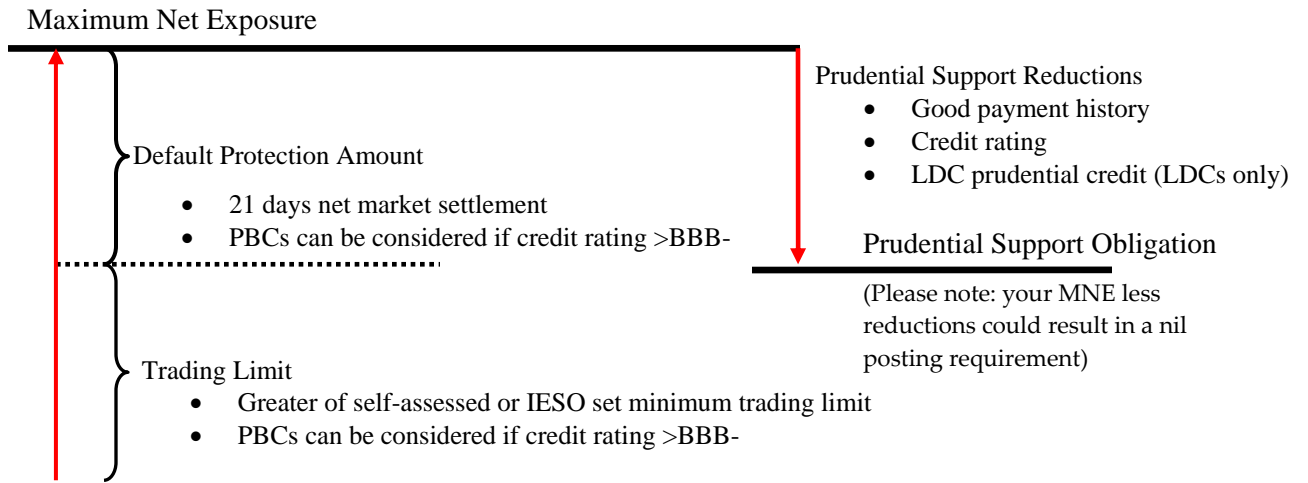 Maximum Net Exposure
Prudential Support Reductions
• Good payment history
• Credit rating
• LDC prudential credit (LDCs only)
Default Protection Amount
• 21 days net market settlement
• PBCs can be considered if credit rating >BBB-
Prudential Support Obligation
(Please note: your MNE less
reductions could result in a nil
posting requirement)
Trading Limit
• Greater of self-assessed or IESO set minimum trading limit
• PBCs can be considered if credit rating >BBB-